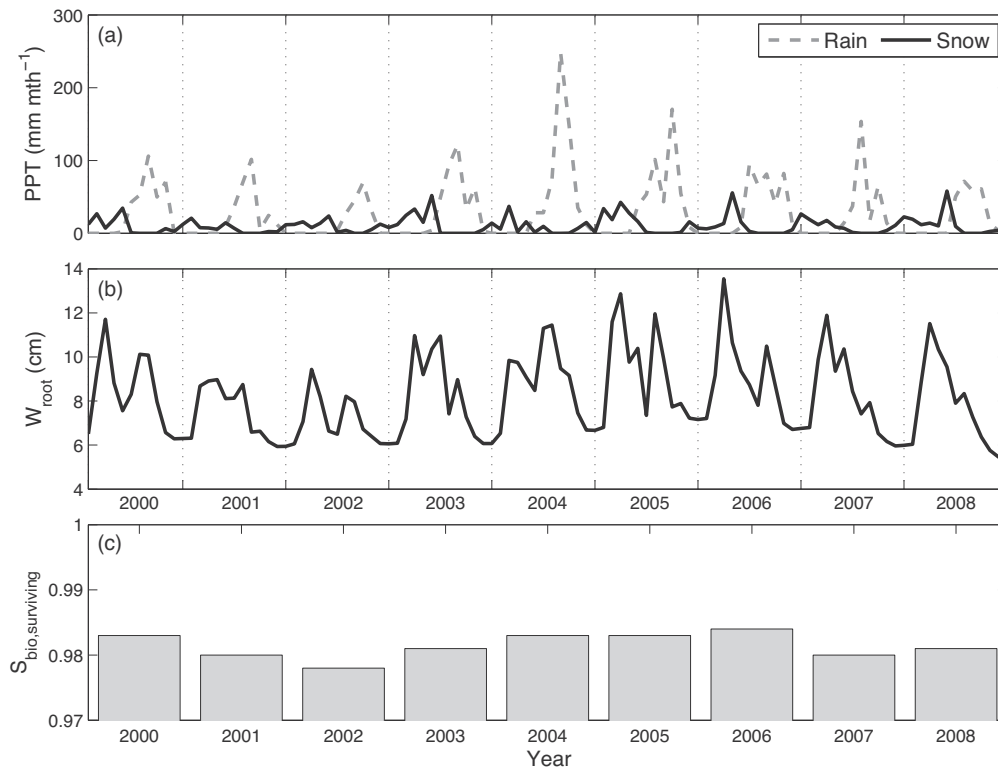 (a)
Rain Snow
300
200
100
0
PPT (mm mth⁻¹)
(b)
14
12
10
8
6
4
W_root (cm)
2000 2001 2002 2003 2004 2005 2006 2007 2008
(c)
1
0.99
0.98
0.97
S_bio,surviving
2000 2001 2002 2003 2004 2005 2006 2007 2008
Year